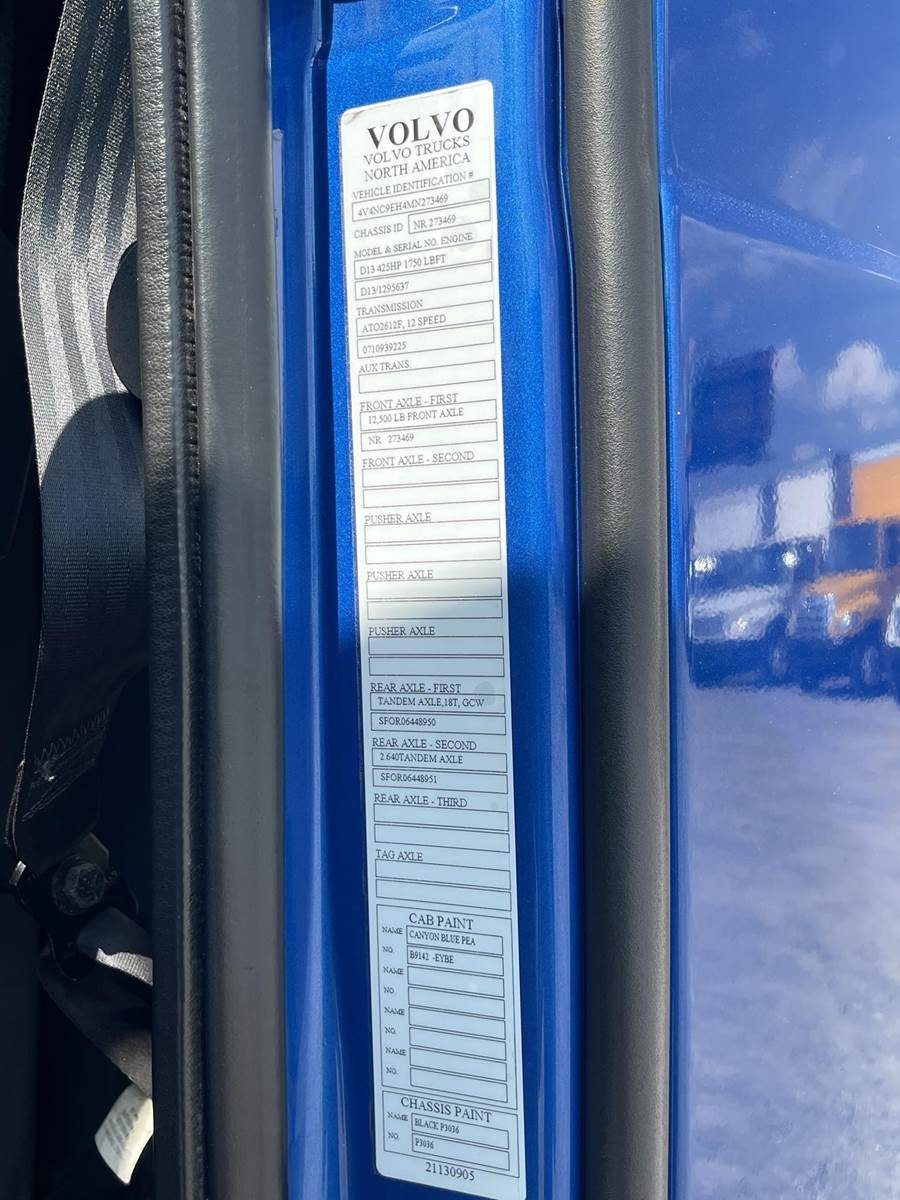 VOLVO
VOLVO TRUCKS
NORTH AMERICA
VEHICLE IDENTIFICATION #
4V4NC9EH4MN273469
CHASSIS ID NR 273469
MODEL & SERIAL NO. ENGINE
D13 425HP 1750 LBFT
D13/1295637
TRANSMISSION
ATO2612F, 12 SPEED
0710939225
AUX TRANS.
FRONT AXLE - FIRST
12,500 LB FRONT AXLE
NR 273469
FRONT AXLE - SECOND
PUSHER AXLE
PUSHER AXLE
PUSHER AXLE
REAR AXLE - FIRST
TANDEM AXLE,18T, GCW
SFOR06448950
REAR AXLE - SECOND
2.640TANDEM AXLE
SFOR06448951
REAR AXLE - THIRD
TAG AXLE
CAB PAINT
NAME CANYON BLUE PEA
NO. B9142 -EYBE
NAME
NO.
NAME
NO.
NAME
NO.
CHASSIS PAINT
NAME BLACK P3036
NO. P3036
21130905